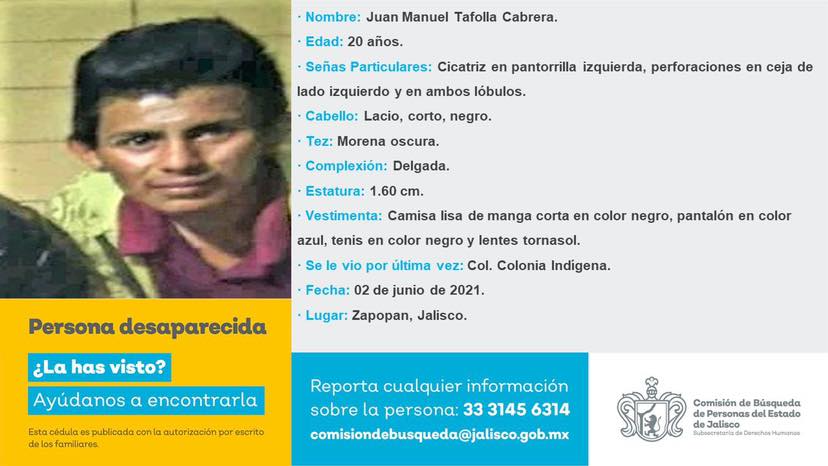 · Nombre: Juan Manuel Tafolla Cabrera.
· Edad: 20 años.
· Señas Particulares: Cicatriz en pantorrilla izquierda, perforaciones en ceja de
lado izquierdo y en ambos lóbulos.
· Cabello: Lacio, corto, negro.
· Tez: Morena oscura.
· Complexión: Delgada.
· Estatura: 1.60 cm.
· Vestimenta: Camisa lisa de manga corta en color negro, pantalón en color
azul, tenis en color negro y lentes tornasol.
· Se le vio por última vez: Col. Colonia Indigena.
· Fecha: 02 de junio de 2021.
· Lugar: Zapopan, Jalisco.
Persona desaparecida
¿La has visto?
Ayúdanos a encontrarla
Esta cédula es publicada con la autorización por escrito
de los familiares.
Reporta cualquier información
sobre la persona: 33 3145 6314
comisiondebusqueda@jalisco.gob.mx
Comisión de Búsqueda
de Personas del Estado
de Jalisco
Subsecretaría de Derechos Humanos